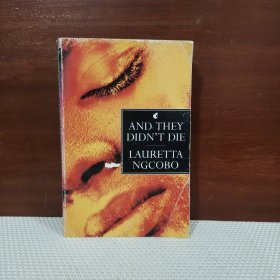 AND THEY
DIDN'T DIE
LAURETTA
NGCOBO